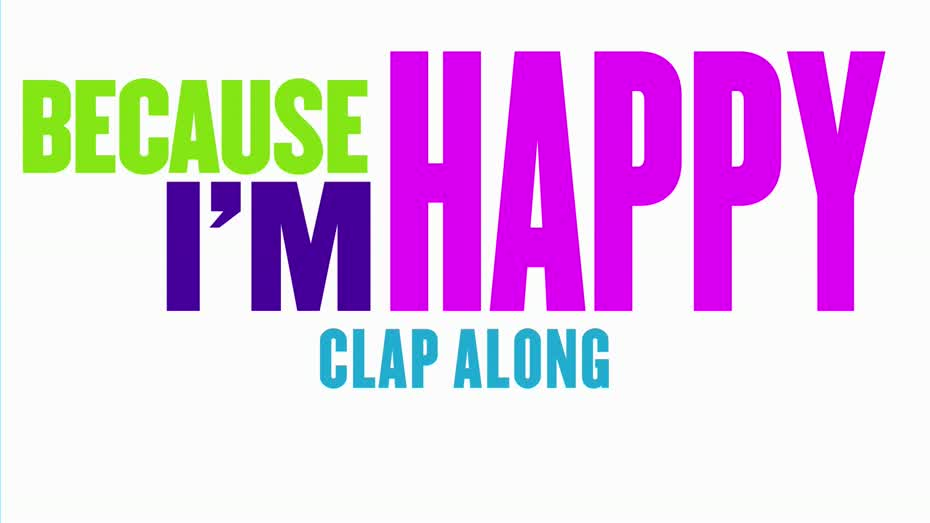 BECAUSE
I'M HAPPY
CLAP ALONG